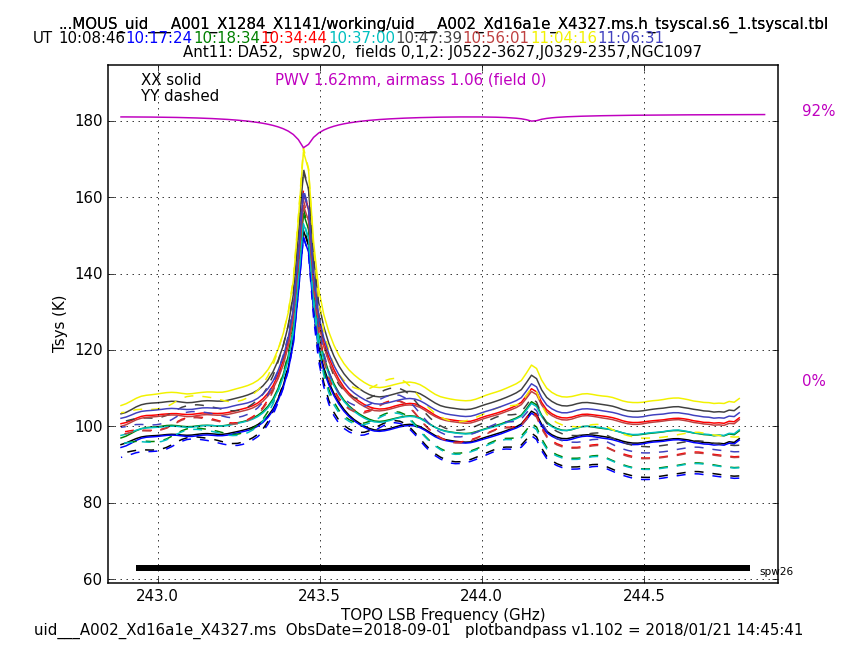 ...MOUS_uid___A001_X1284_X1141/working/uid___A002_Xd16a1e_X4327.ms.h_tsyscal.s6_1.tsyscal.tbl
UT 10:08:46 10:17:24 10:18:34 10:34:44 10:37:00 10:47:39 10:56:01 11:04:16 11:06:31
Ant11: DA52, spw20, fields 0,1,2: J0522-3627,J0329-2357,NGC1097
XX solid
PWV 1.62mm, airmass 1.06 (field 0)
YY dashed
92%
180
160
140
120
100
80
60
Tsys (K)
0%
spw26
243.0 243.5 244.0 244.5
TOPO LSB Frequency (GHz)
uid___A002_Xd16a1e_X4327.ms ObsDate=2018-09-01 plotbandpass v1.102 = 2018/01/21 14:45:41